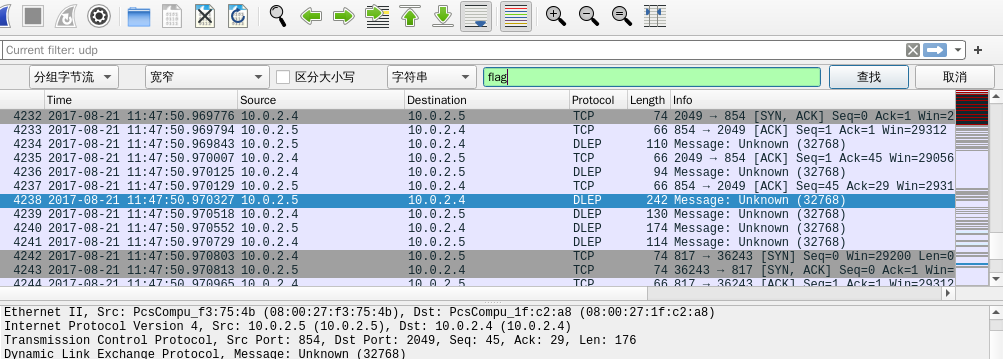 Current filter: udp
分组字节流 宽窄 区分大小写 字符串 flag 查找 取消
Time Source Destination Protocol Length Info
4232 2017-08-21 11:47:50.969776 10.0.2.4 10.0.2.5 TCP 74 2049 → 854 [SYN, ACK] Seq=0 Ack=1 Win=2
4233 2017-08-21 11:47:50.969794 10.0.2.5 10.0.2.4 TCP 66 854 → 2049 [ACK] Seq=1 Ack=1 Win=29312
4234 2017-08-21 11:47:50.969843 10.0.2.5 10.0.2.4 DLEP 110 Message: Unknown (32768)
4235 2017-08-21 11:47:50.970007 10.0.2.4 10.0.2.5 TCP 66 2049 → 854 [ACK] Seq=1 Ack=45 Win=29056
4236 2017-08-21 11:47:50.970125 10.0.2.4 10.0.2.5 DLEP 94 Message: Unknown (32768)
4237 2017-08-21 11:47:50.970129 10.0.2.5 10.0.2.4 TCP 66 854 → 2049 [ACK] Seq=45 Ack=29 Win=2931
4238 2017-08-21 11:47:50.970327 10.0.2.5 10.0.2.4 DLEP 242 Message: Unknown (32768)
4239 2017-08-21 11:47:50.970518 10.0.2.4 10.0.2.5 DLEP 130 Message: Unknown (32768)
4240 2017-08-21 11:47:50.970552 10.0.2.5 10.0.2.4 DLEP 174 Message: Unknown (32768)
4241 2017-08-21 11:47:50.970729 10.0.2.4 10.0.2.5 DLEP 114 Message: Unknown (32768)
4242 2017-08-21 11:47:50.970803 10.0.2.5 10.0.2.4 TCP 74 817 → 36243 [SYN] Seq=0 Win=29200 Len=0
4243 2017-08-21 11:47:50.970813 10.0.2.4 10.0.2.5 TCP 74 36243 → 817 [SYN, ACK] Seq=0 Ack=1 Win=
4244 2017-08-21 11:47:50.970965 10.0.2.5 10.0.2.4 TCP 66 817 → 36243 [ACK] Seq=1 Ack=1 Win=29312
Ethernet II, Src: PcsCompu_f3:75:4b (08:00:27:f3:75:4b), Dst: PcsCompu_1f:c2:a8 (08:00:27:1f:c2:a8)
Internet Protocol Version 4, Src: 10.0.2.5 (10.0.2.5), Dst: 10.0.2.4 (10.0.2.4)
Transmission Control Protocol, Src Port: 854, Dst Port: 2049, Seq: 45, Ack: 29, Len: 176
Dynamic Link Exchange Protocol, Message: Unknown (32768)